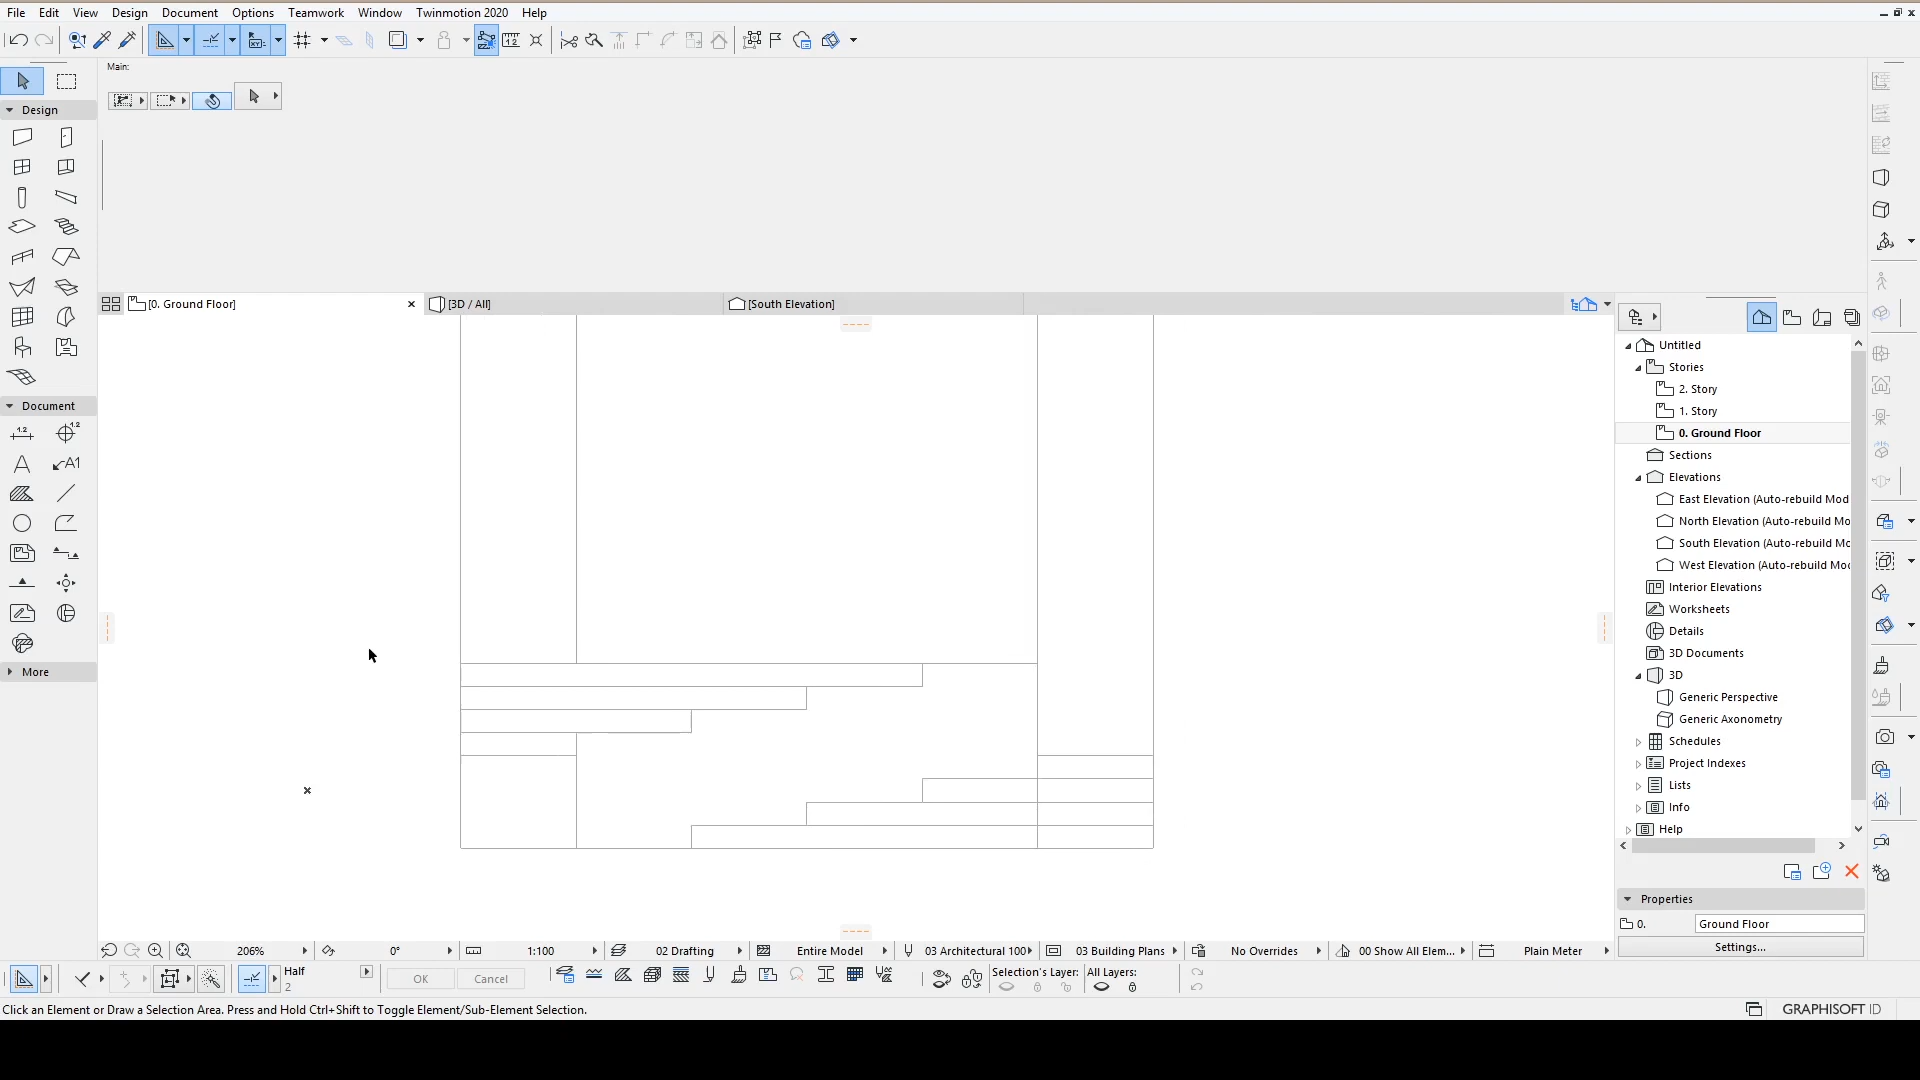 File Edit View Design Document Options Teamwork Window Twinmotion 2020 Help
Main:
Design
[0. Ground Floor] [3D / All] [South Elevation]
Untitled
Stories
2. Story
1. Story
0. Ground Floor
Sections
Elevations
East Elevation (Auto-rebuild Mod
North Elevation (Auto-rebuild Mo
South Elevation (Auto-rebuild Mo
West Elevation (Auto-rebuild Mod
Interior Elevations
Worksheets
Details
3D Documents
3D
Generic Perspective
Generic Axonometry
Schedules
Project Indexes
Lists
Info
Help
Document
1.2 1.2
A A1
More
Properties
0. Ground Floor
Settings...
206% 0° 1:100 02 Drafting Entire Model 03 Architectural 100 03 Building Plans No Overrides 00 Show All Elem... Plain Meter
Half
2
OK Cancel
Selection's Layer: All Layers:
Click an Element or Draw a Selection Area. Press and Hold Ctrl+Shift to Toggle Element/Sub-Element Selection.
GRAPHISOFT ID